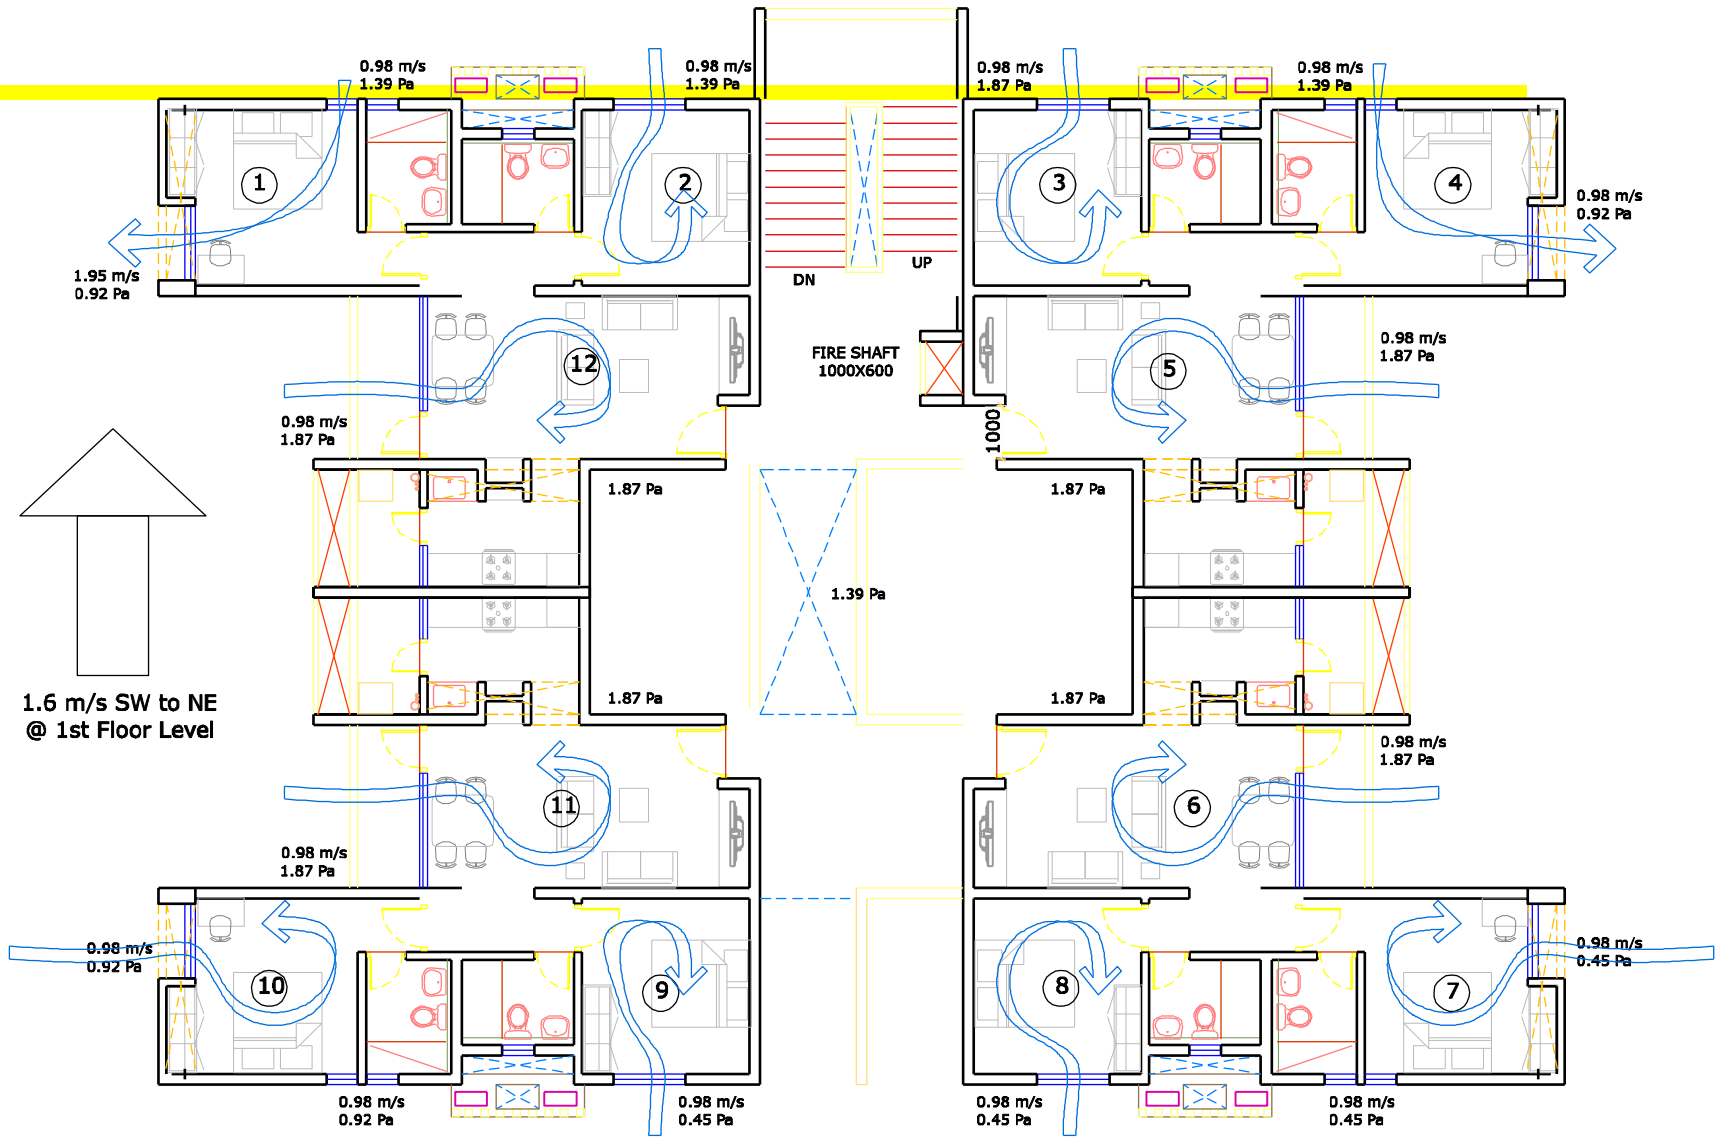 0.98 m/s
1.39 Pa
0.98 m/s
1.39 Pa
0.98 m/s
1.87 Pa
0.98 m/s
1.39 Pa
1
2
3
4
0.98 m/s
0.92 Pa
1.95 m/s
0.92 Pa
DN
UP
FIRE SHAFT
1000X600
12
5
0.98 m/s
1.87 Pa
0.98 m/s
1.87 Pa
1000
1.87 Pa
1.87 Pa
1.39 Pa
1.6 m/s SW to NE
@ 1st Floor Level
1.87 Pa
1.87 Pa
0.98 m/s
1.87 Pa
11
6
0.98 m/s
1.87 Pa
0.98 m/s
0.92 Pa
10
9
8
7
0.98 m/s
0.45 Pa
0.98 m/s
0.92 Pa
0.98 m/s
0.45 Pa
0.98 m/s
0.45 Pa
0.98 m/s
0.45 Pa